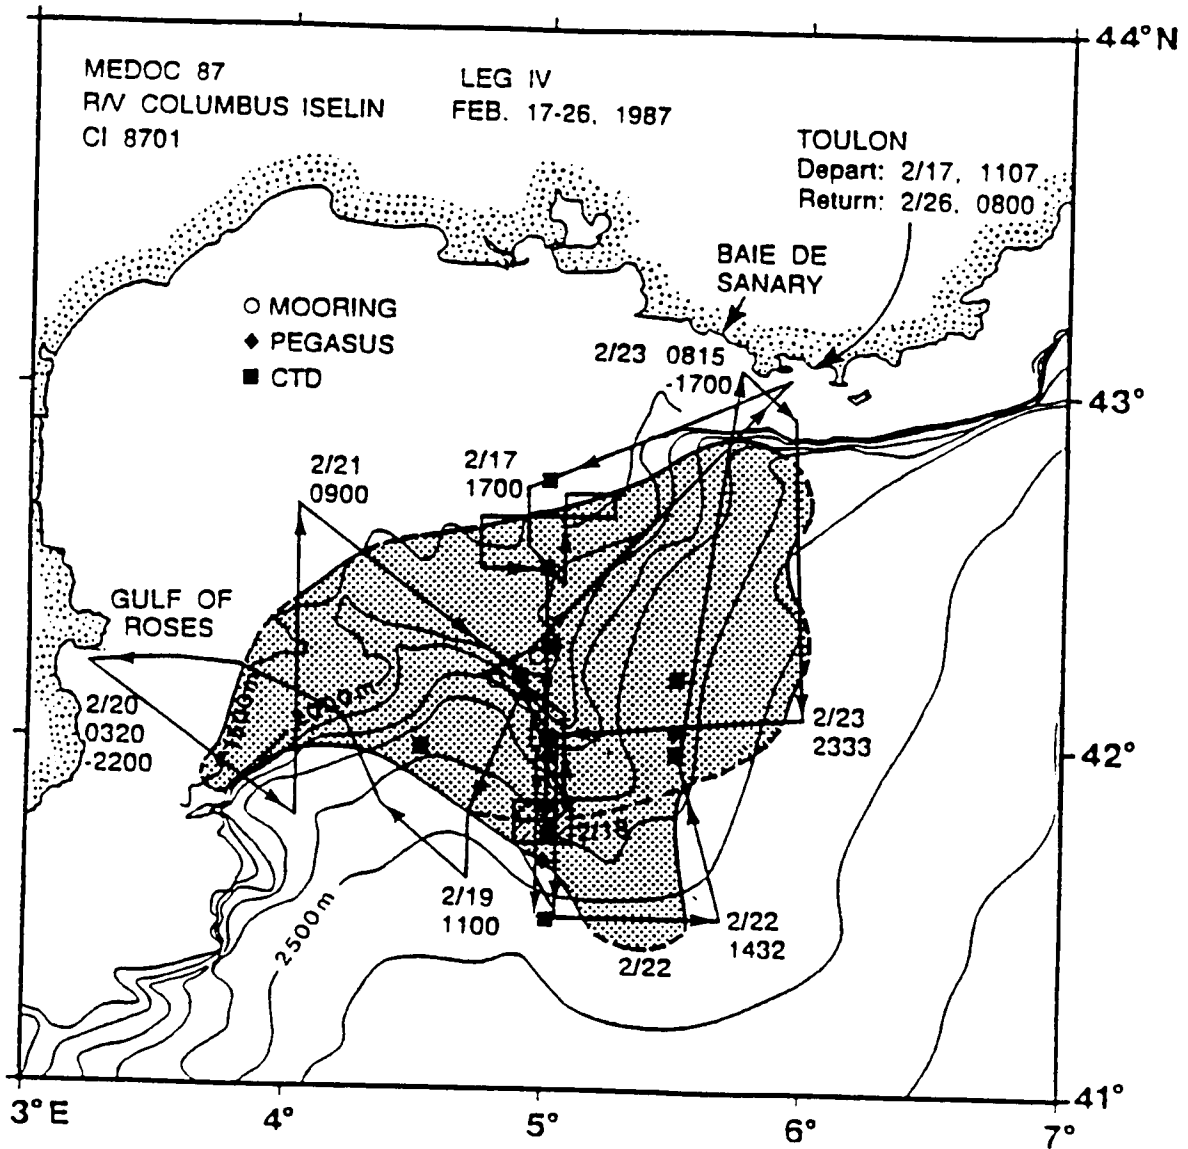 44°N
MEDOC 87
R/V COLUMBUS ISELIN
CI 8701
LEG IV
FEB. 17-26, 1987
TOULON
Depart: 2/17, 1107
Return: 2/26, 0800
BAIE DE
SANARY
○ MOORING
◆ PEGASUS
■ CTD
2/23 0815
-1700
43°
2/21
0900
2/17
1700
GULF OF
ROSES
2/20
0320
-2200
1500m
2000m
2/23
2333
42°
2/18
2/19
1100
2500m
2/22
1432
2/22
41°
3°E
4°
5°
6°
7°